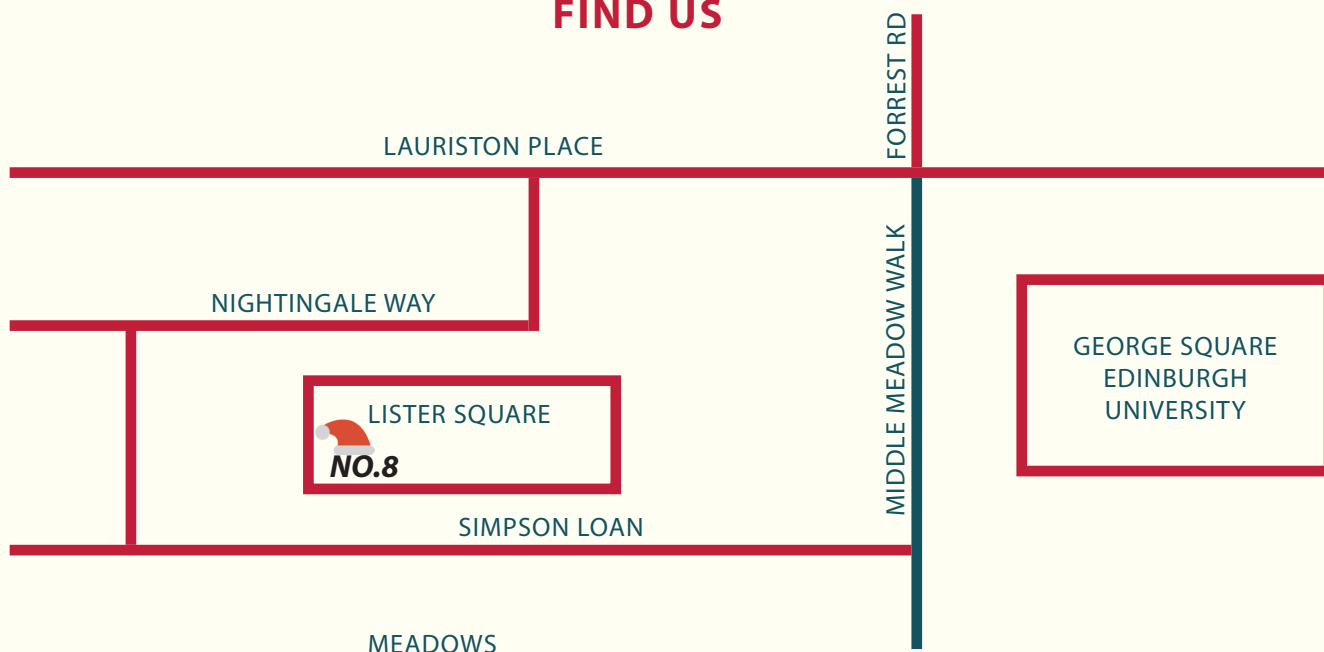 FIND US
FORREST RD
LAURISTON PLACE
MIDDLE MEADOW WALK
NIGHTINGALE WAY
GEORGE SQUARE
EDINBURGH
UNIVERSITY
LISTER SQUARE
NO.8
SIMPSON LOAN
MEADOWS